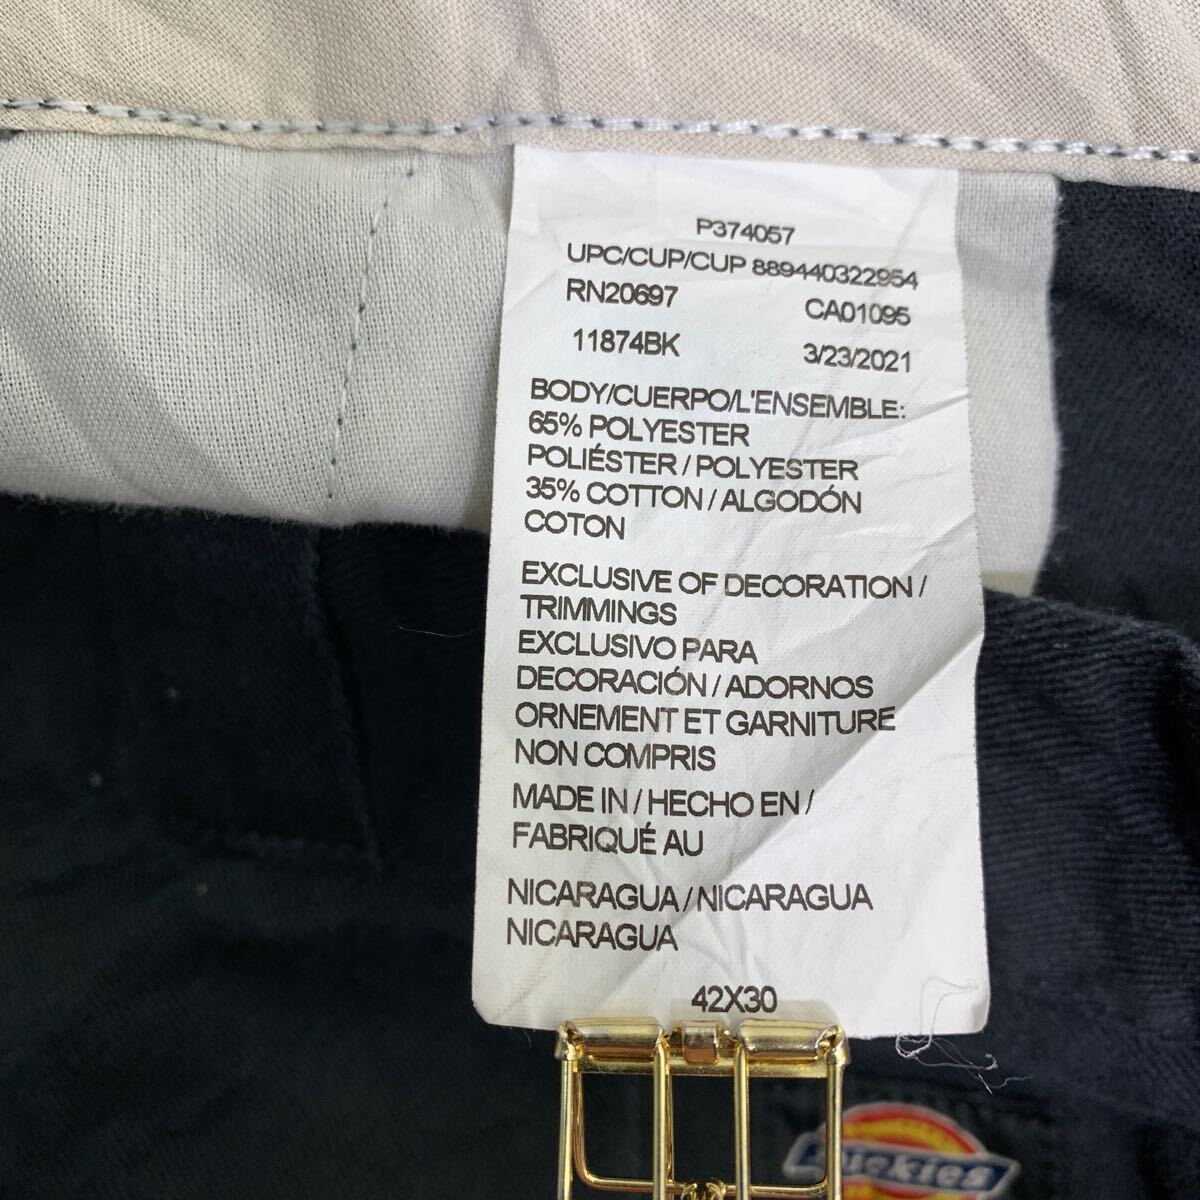 P374057
UPC/CUP/CUP 889440322954
RN20697 CA01095
11874BK 3/23/2021
BODY/CUERPO/L'ENSEMBLE:
65% POLYESTER
POLIÉSTER / POLYESTER
35% COTTON / ALGODÓN
COTON
EXCLUSIVE OF DECORATION /
TRIMMINGS
EXCLUSIVO PARA
DECORACIÓN / ADORNOS
ORNEMENT ET GARNITURE
NON COMPRIS
MADE IN / HECHO EN /
FABRIQUÉ AU
NICARAGUA / NICARAGUA
NICARAGUA
42X30
Dickies